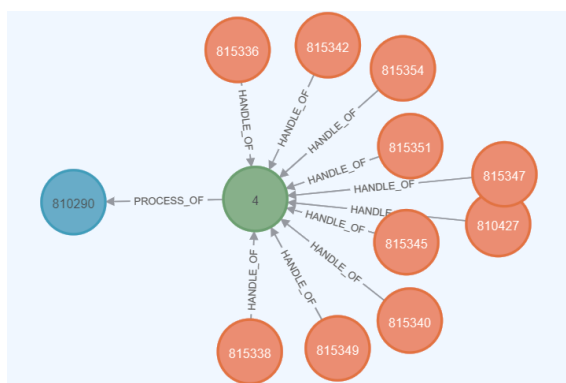 815336
815342
815354
HANDLE_OF
HANDLE_OF
HANDLE_OF
815351
HANDLE_OF
815347
HANDLE_OF
810290
PROCESS_OF
4
HANDLE_
810427
HANDLE_OF
815345
HANDLE_OF
HANDLE_OF
HANDLE_OF
815340
815338
815349